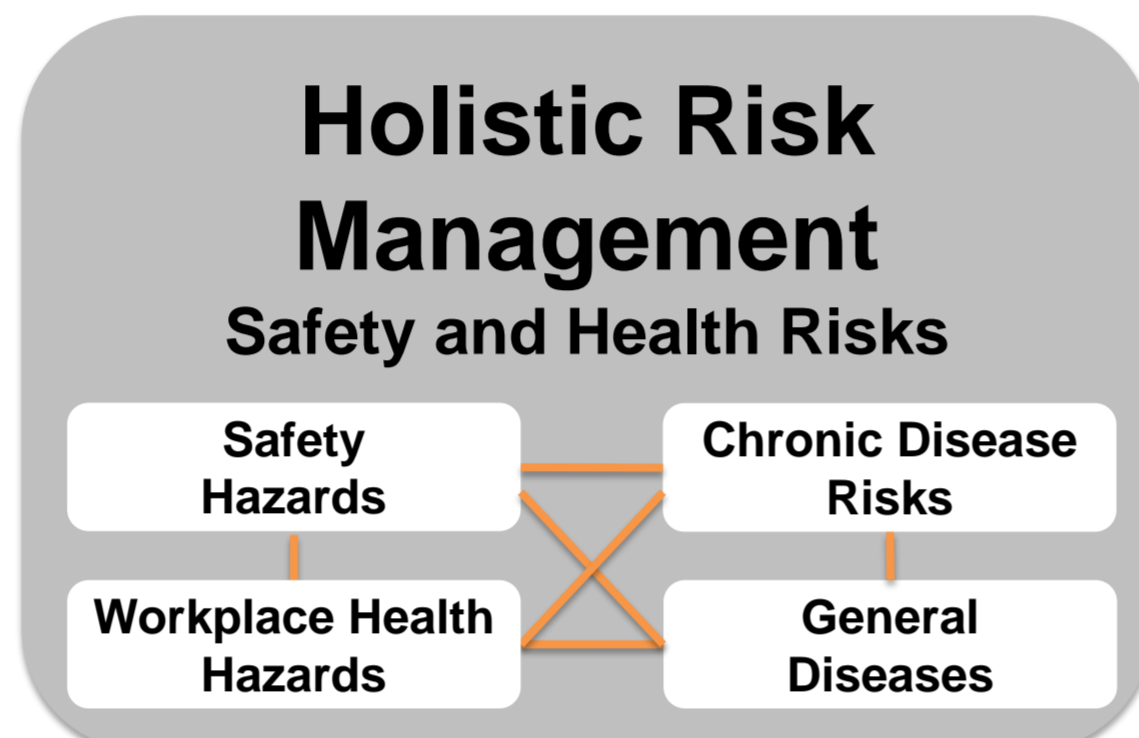 Holistic Risk
Management
Safety and Health Risks
Safety
Hazards
Chronic Disease
Risks
Workplace Health
Hazards
General
Diseases